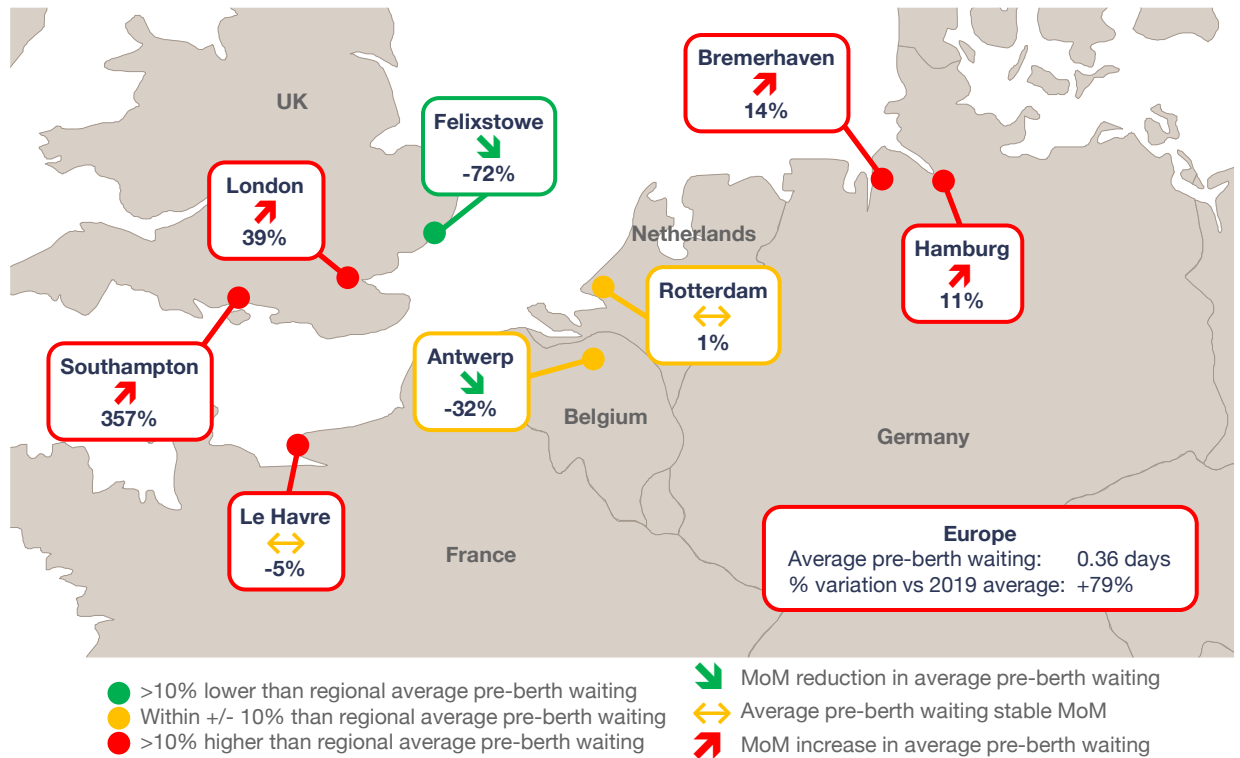 UK
Felixstowe
-72%
Bremerhaven
14%
London
39%
Netherlands
Hamburg
11%
Rotterdam
1%
Southampton
357%
Antwerp
-32%
Belgium
Germany
Le Havre
-5%
France
Europe
Average pre-berth waiting: 0.36 days
% variation vs 2019 average: +79%
>10% lower than regional average pre-berth waiting
Within +/- 10% than regional average pre-berth waiting
>10% higher than regional average pre-berth waiting
MoM reduction in average pre-berth waiting
Average pre-berth waiting stable MoM
MoM increase in average pre-berth waiting